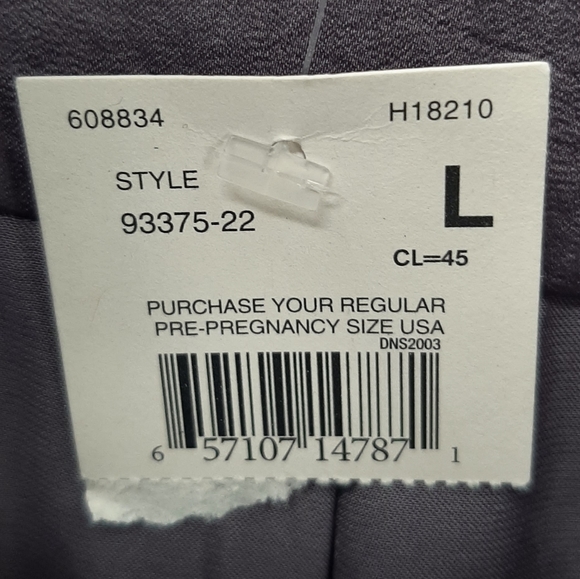 608834 H18210
STYLE
93375-22
L
CL=45
PURCHASE YOUR REGULAR
PRE-PREGNANCY SIZE USA
DNS2003
6 57107 14787 1